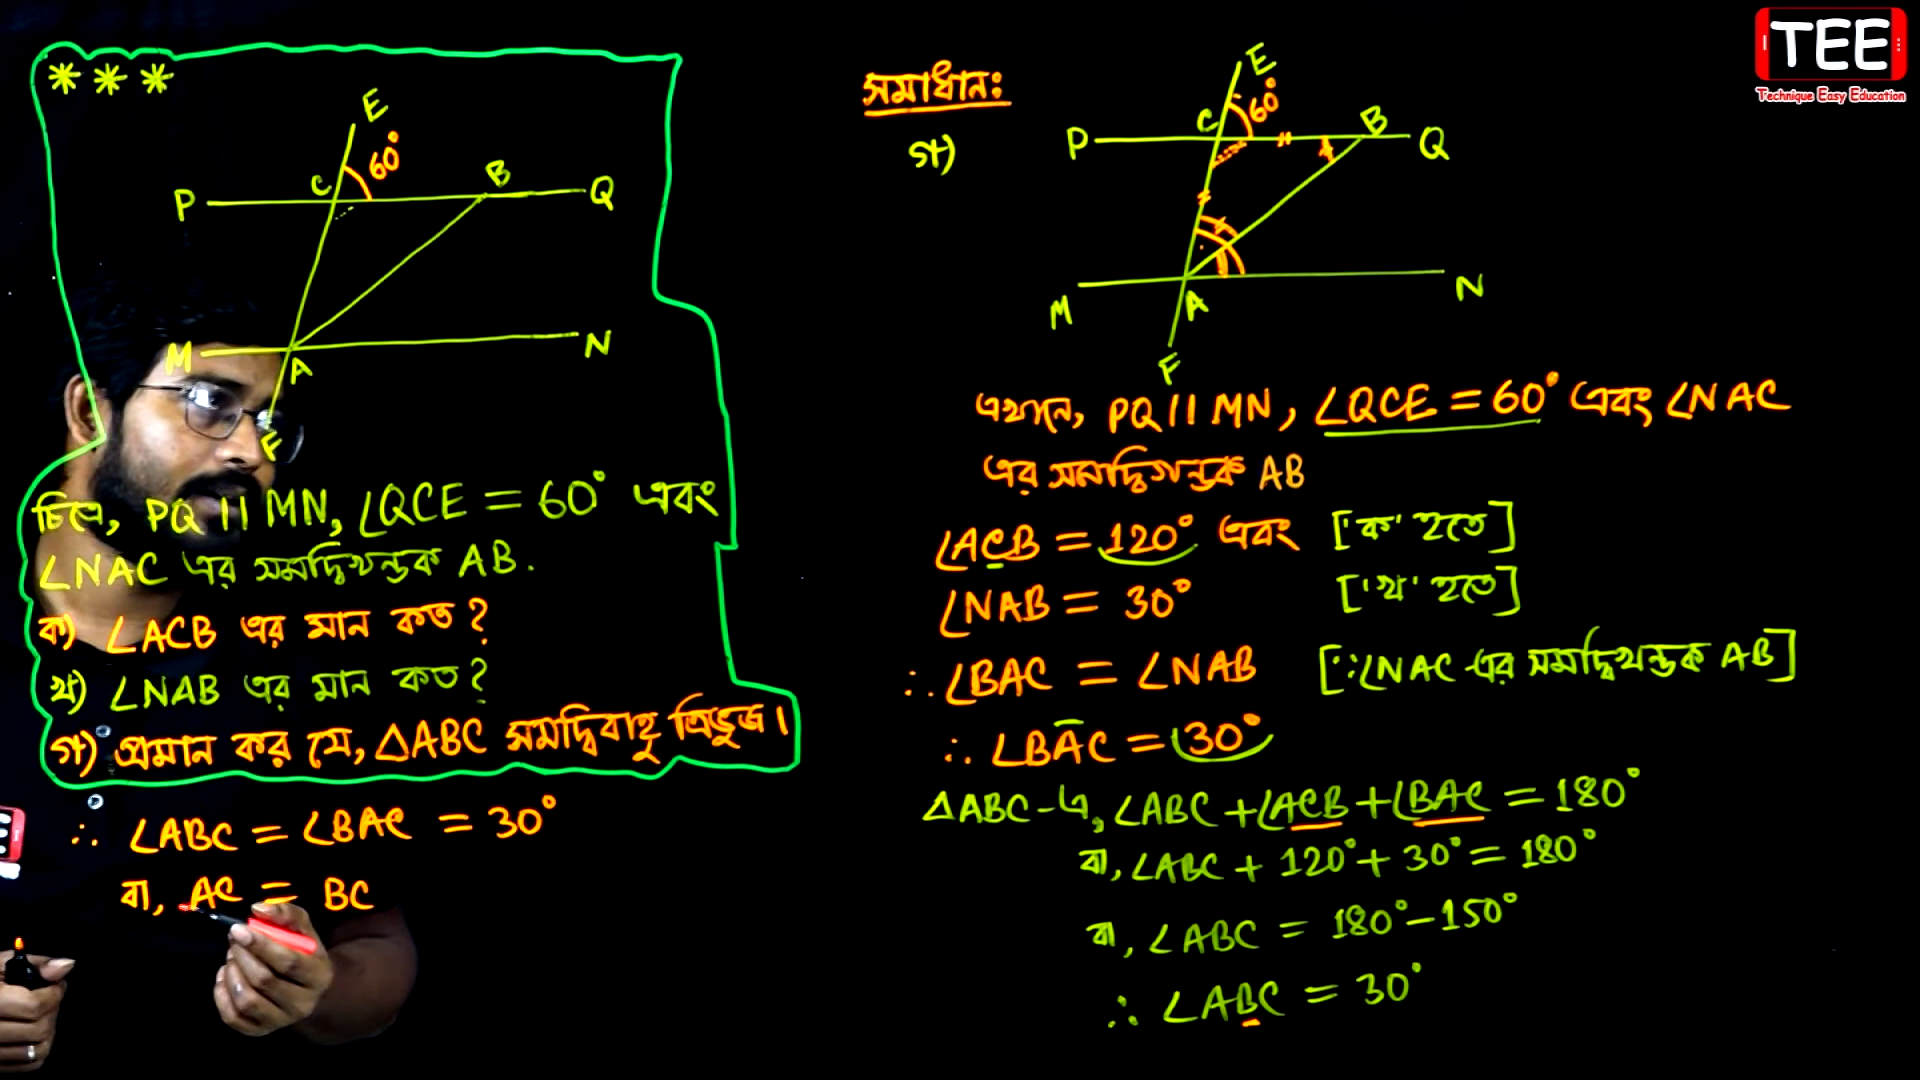 ***
E
60°
C
B
P
Q
M
A
N
F
চিত্রে, PQ || MN, ∠QCE = 60° এবং
∠NAC এর সমদ্বিখন্ডক AB.
ক) ∠ACB এর মান কত?
খ) ∠NAB এর মান কত?
গ) প্রমান কর যে, △ABC সমদ্বিবাহু ত্রিভুজ।
∴ ∠ABC = ∠BAC = 30°
বা, AC = BC
সমাধান:
গ)
E
60°
C
B
P
Q
M
A
N
F
এখানে, PQ || MN, ∠QCE = 60° এবং ∠NAC
এর সমদ্বিখন্ডক AB
∠ACB = 120° এবং ['ক' হতে]
∠NAB = 30° ['খ' হতে]
∴ ∠BAC = ∠NAB [∵∠NAC এর সমদ্বিখন্ডক AB]
∴ ∠BAC = 30°
△ABC-এ, ∠ABC + ∠ACB + ∠BAC = 180°
বা, ∠ABC + 120° + 30° = 180°
বা, ∠ABC = 180° - 150°
∴ ∠ABC = 30°
TEE
Technique Easy Education